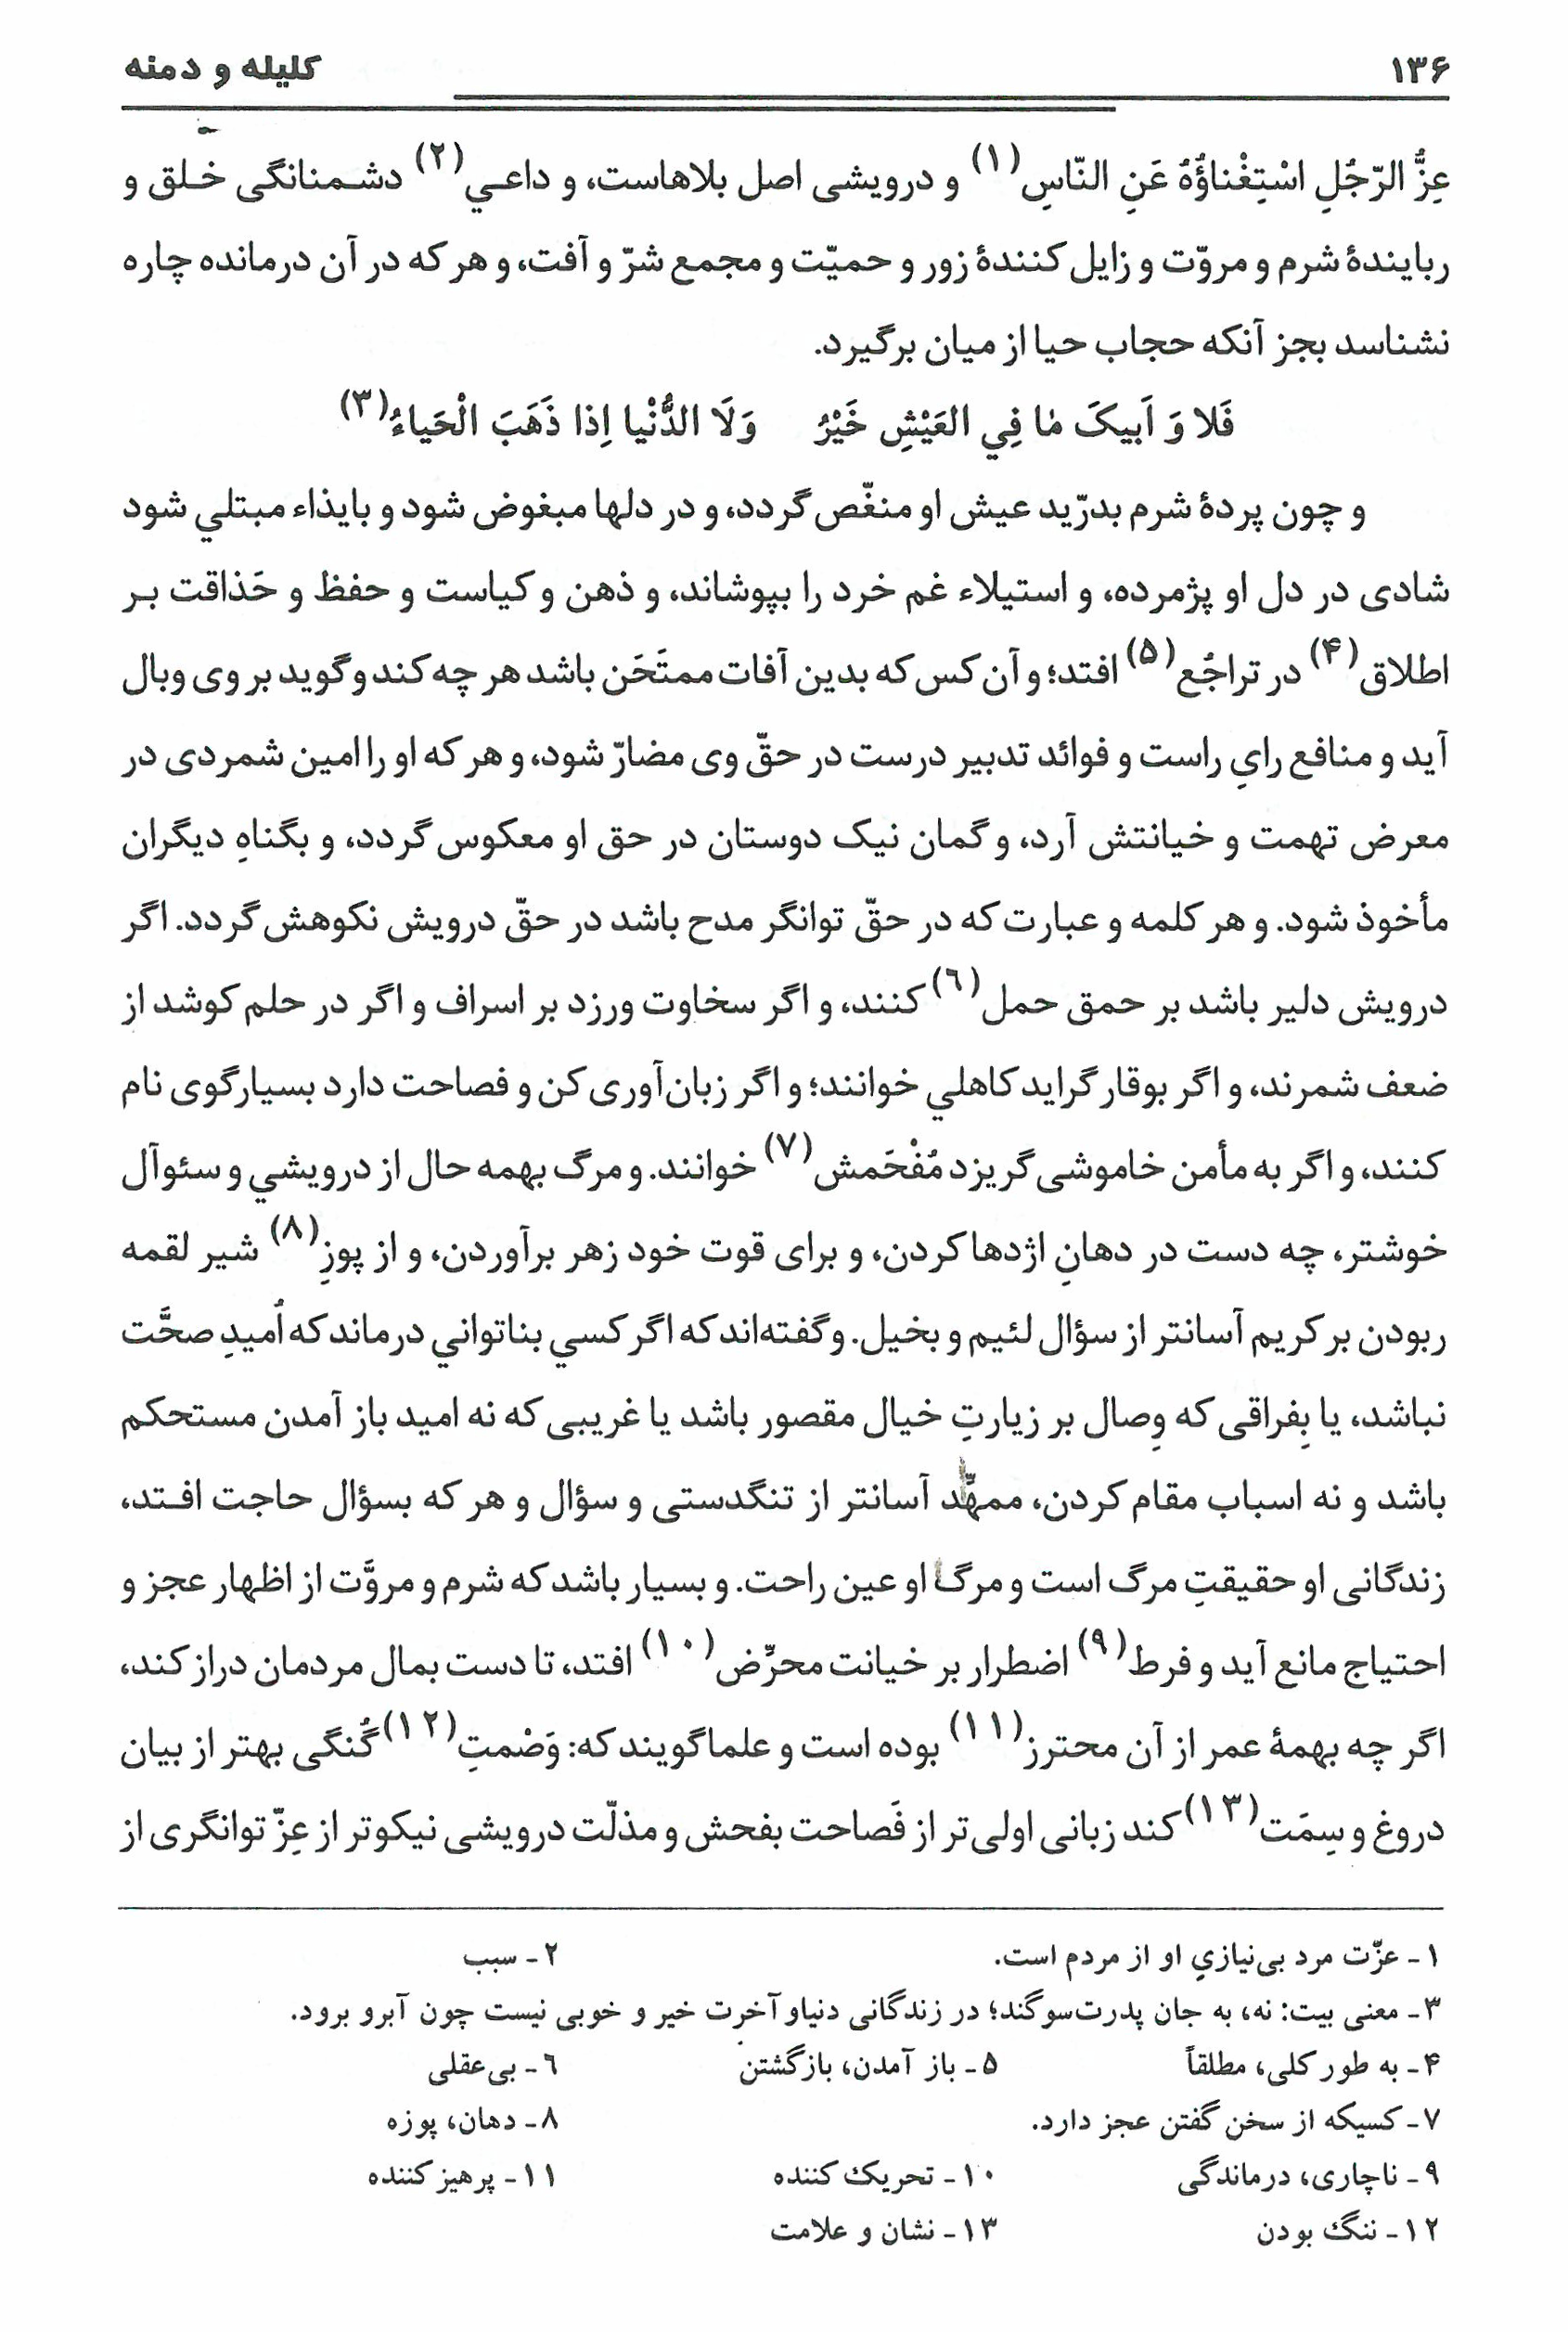 ۱۳۶ کلیله و دمنه
عِزُّ الرّجُلِ اسْتِغْناؤُهُ عَنِ النّاسِ(۱) و درویشی اصل بلاهاست، و داعي(۲) دشمنانگی خلق و
ربایندهٔ شرم و مروّت و زایل کنندهٔ زور و حمیّت و مجمع شرّ و آفت، و هر که در آن درمانده چاره
نشناسد بجز آنکه حجاب حیا از میان برگیرد.
فَلا وَ اَبیکَ مٰا فِي العَیْشِ خَیْرُ وَلَا الدُّنْیا اِذا ذَهَبَ الْحَیاءُ(۳)
و چون پردهٔ شرم بدرّید عیش او منغّص گردد، و در دلها مبغوض شود و بایذاء مبتلي شود
شادی در دل او پژمرده، و استیلاء غم خرد را بپوشاند، و ذهن و کیاست و حفظ و حَذاقت بر
اطلاق(۴) در تراجُع(۵) افتد؛ و آن کس که بدین آفات ممتَحَن باشد هر چه کند و گوید بر وی وبال
آید و منافع رایِ راست و فوائد تدبیر درست در حقّ وی مضارّ شود، و هر که او را امین شمردی در
معرض تهمت و خیانتش آرد، و گمان نیک دوستان در حق او معکوس گردد، و بگناهِ دیگران
مأخوذ شود. و هر کلمه و عبارت که در حقّ توانگر مدح باشد در حقّ درویش نکوهش گردد. اگر
درویش دلیر باشد بر حمق حمل(٦) کنند، و اگر سخاوت ورزد بر اسراف و اگر در حلم کوشد از
ضعف شمرند، و اگر بوقار گراید کاهلي خوانند؛ و اگر زبان‌آوری کن و فصاحت دارد بسیارگوی نام
کنند، و اگر به مأمن خاموشی گریزد مُفْحَمش(۷) خوانند. و مرگ بهمه حال از درویشي و سئوآل
خوشتر، چه دست در دهانِ اژدها کردن، و برای قوت خود زهر برآوردن، و از پوزِ(۸) شیر لقمه
ربودن بر کریم آسانتر از سؤال لئیم و بخیل. و گفته‌اند که اگر کسي بناتواني درماند که اُمیدِ صحَّت
نباشد، یا بِفراقی که وِصال بر زیارتِ خیال مقصور باشد یا غریبی که نه امید باز آمدن مستحکم
باشد و نه اسباب مقام کردن، ممهّد آسانتر از تنگدستی و سؤال و هر که بسؤال حاجت افتد،
زندگانی او حقیقتِ مرگ است و مرگ او عین راحت. و بسیار باشد که شرم و مروَّت از اظهار عجز و
احتیاج مانع آید و فرط(۹) اضطرار بر خیانت محرِّض(۱۰) افتد، تا دست بمال مردمان دراز کند،
اگر چه بهمهٔ عمر از آن محترز(۱۱) بوده است و علما گویند که: وَصْمتِ(۱۲) گُنگی بهتر از بیان
دروغ و سِمَت(۱۳) کند زبانی اولی‌تر از فَصاحت بفحش و مذلّت درویشی نیکوتر از عِزّ توانگری از
۱- عزّت مرد بی‌نیازیِ او از مردم است. ۲- سبب
۳- معنی بیت: نه، به جان پدرت‌سوگند؛ در زندگانی دنیاو آخرت خیر و خوبی نیست چون آبرو برود.
۴- به طور کلی، مطلقاً ۵- باز آمدن، بازگشتن ٦- بی‌عقلی
۷- کسیکه از سخن گفتن عجز دارد. ۸- دهان، پوزه
۹- ناچاری، درماندگی ۱۰- تحریک کننده ۱۱- پرهیز کننده
۱۲- ننگ بودن ۱۳- نشان و علامت